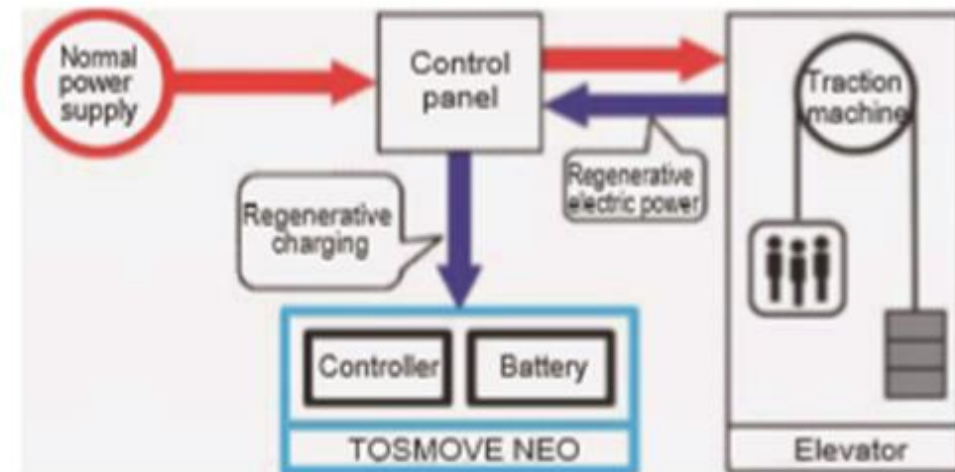 Normal
power
supply
Control
panel
Traction
machine
Regenerative
electric power
Regenerative
charging
Controller
Battery
TOSMOVE NEO
Elevator